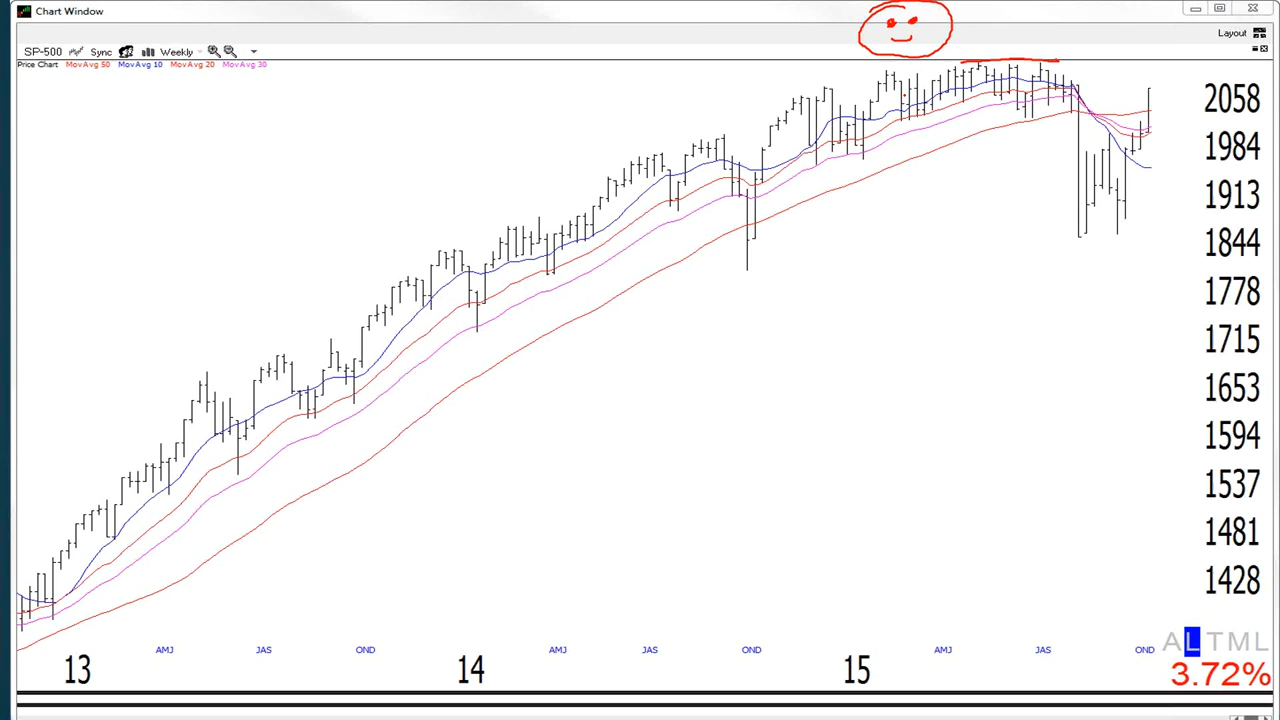 Chart Window
Layout
SP-500 Sync Weekly
Price Chart MovAvg 50 MovAvg 10 MovAvg 20 MovAvg 30
2058
1984
1913
1844
1778
1715
1653
1594
1537
1481
1428
AMJ JAS OND AMJ JAS OND AMJ JAS OND
13 14 15
ALTML
3.72%